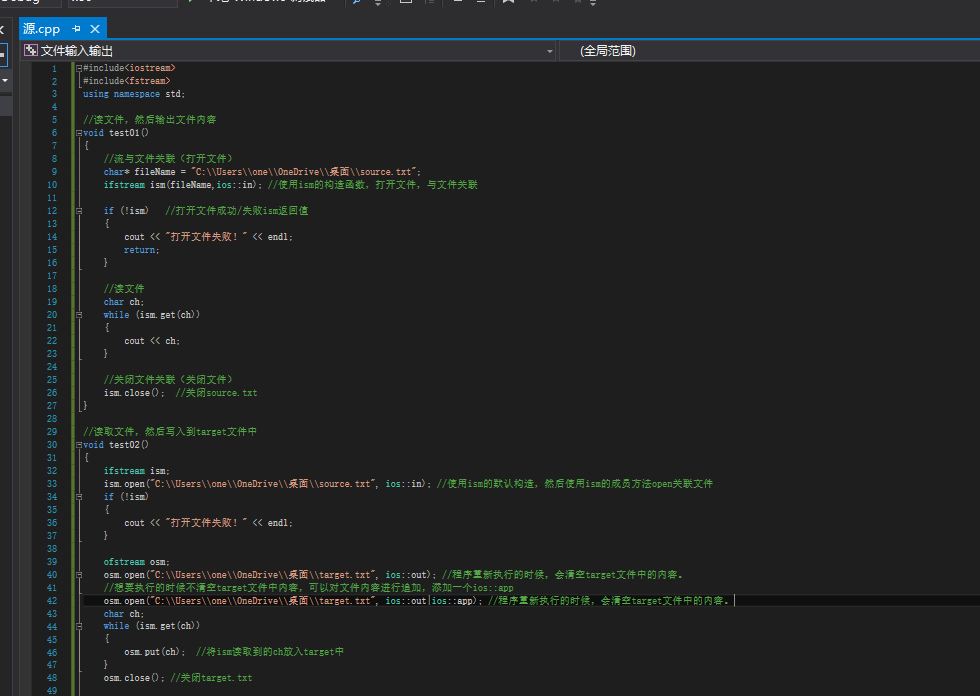 源.cpp
文件输入输出
(全局范围)
1 #include<iostream>
2 #include<fstream>
3 using namespace std;
4
5 //读文件，然后输出文件内容
6 void test01()
7 {
8 //流与文件关联（打开文件）
9 char* fileName = "C:\\Users\\one\\OneDrive\\桌面\\source.txt";
10 ifstream ism(fileName,ios::in); //使用ism的构造函数，打开文件，与文件关联
11
12 if (!ism) //打开文件成功/失败ism返回值
13 {
14 cout << "打开文件失败！" << endl;
15 return;
16 }
17
18 //读文件
19 char ch;
20 while (ism.get(ch))
21 {
22 cout << ch;
23 }
24
25 //关闭文件关联（关闭文件）
26 ism.close(); //关闭source.txt
27 }
28
29 //读取文件，然后写入到target文件中
30 void test02()
31 {
32 ifstream ism;
33 ism.open("C:\\Users\\one\\OneDrive\\桌面\\source.txt", ios::in); //使用ism的默认构造，然后使用ism的成员方法open关联文件
34 if (!ism)
35 {
36 cout << "打开文件失败！" << endl;
37 }
38
39 ofstream osm;
40 osm.open("C:\\Users\\one\\OneDrive\\桌面\\target.txt", ios::out); //程序重新执行的时候，会清空target文件中的内容。
41 //想要执行的时候不清空target文件中内容，可以对文件内容进行追加，添加一个ios::app
42 osm.open("C:\\Users\\one\\OneDrive\\桌面\\target.txt", ios::out|ios::app); //程序重新执行的时候，会清空target文件中的内容。
43 char ch;
44 while (ism.get(ch))
45 {
46 osm.put(ch); //将ism读取到的ch放入target中
47 }
48 osm.close(); //关闭target.txt
49